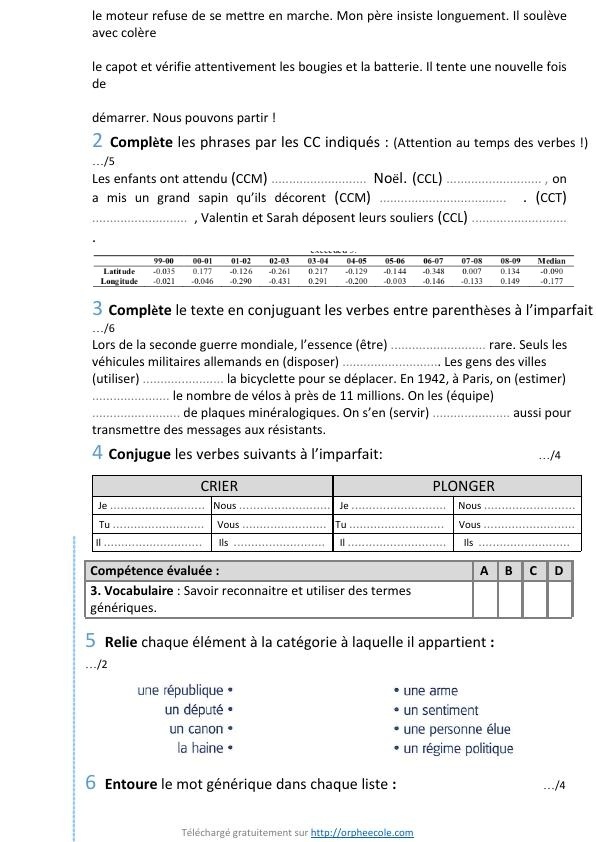 le moteur refuse de se mettre en marche. Mon père insiste longuement. Il soulève
avec colère
le capot et vérifie attentivement les bougies et la batterie. Il tente une nouvelle fois
de
démarrer. Nous pouvons partir !
2 Complète les phrases par les CC indiqués : (Attention au temps des verbes !)
.../5
Les enfants ont attendu (CCM) ........................... Noël. (CCL) ........................... , on
a mis un grand sapin qu’ils décorent (CCM) ........................... . (CCT)
........................... , Valentin et Sarah déposent leurs souliers (CCL) ...........................
.
99-00 00-01 01-02 02-03 03-04 04-05 05-06 06-07 07-08 08-09 Median
Latitude -0.035 0.177 -0.126 -0.261 0.217 -0.129 -0.144 -0.348 0.007 0.134 -0.090
Longitude -0.021 -0.046 -0.290 -0.431 0.291 -0.200 -0.003 -0.146 -0.133 0.149 -0.177
3 Complète le texte en conjuguant les verbes entre parenthèses à l’imparfait
.../6
Lors de la seconde guerre mondiale, l’essence (être) ........................... rare. Seuls les
véhicules militaires allemands en (disposer) ........................... . Les gens des villes
(utiliser) ....................... la bicyclette pour se déplacer. En 1942, à Paris, on (estimer)
...................... le nombre de vélos à près de 11 millions. On les (équipe)
......................... de plaques minéralogiques. On s’en (servir) ...................... aussi pour
transmettre des messages aux résistants.
4 Conjugue les verbes suivants à l’imparfait: .../4
CRIER PLONGER
Je ........................... Nous ........................... Je ........................... Nous ...........................
Tu ........................... Vous ........................... Tu ........................... Vous ...........................
Il ........................... Ils ........................... Il ........................... Ils ...........................
Compétence évaluée : A B C D
3. Vocabulaire : Savoir reconnaitre et utiliser des termes
génériques.
5 Relie chaque élément à la catégorie à laquelle il appartient :
.../2
une république • • une arme
un député • • un sentiment
un canon • • une personne élue
la haine • • un régime politique
6 Entoure le mot générique dans chaque liste : .../4
Téléchargé gratuitement sur http://orpheecole.com